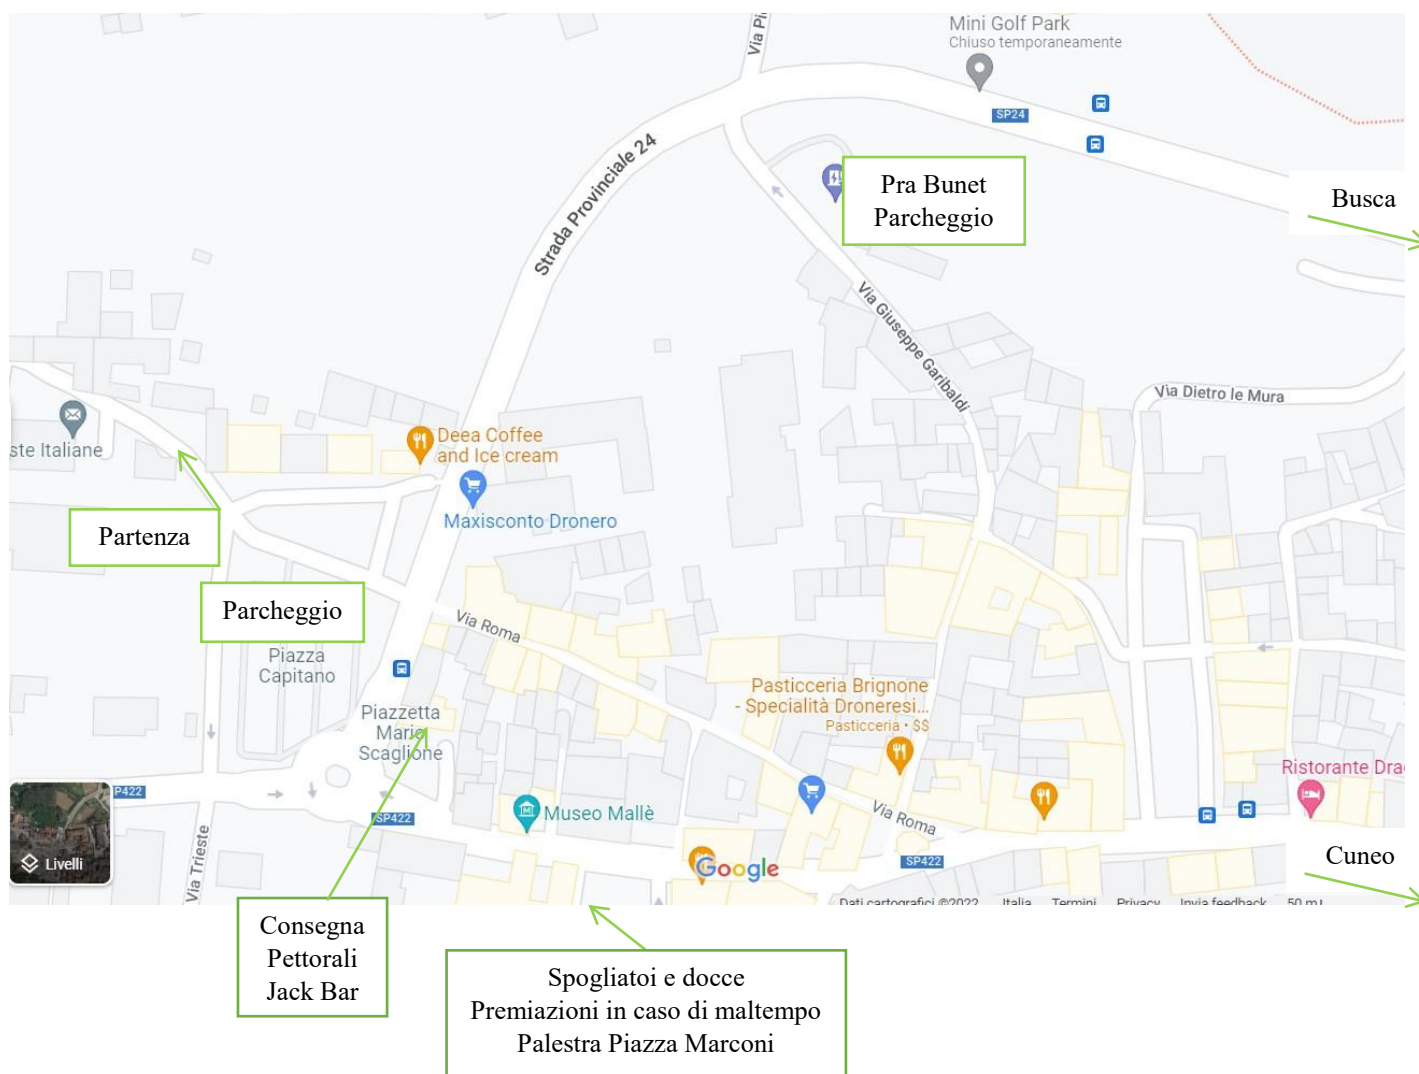 Mini Golf Park
Chiuso temporaneamente
SP24
Strada Provinciale 24
Pra Bunet
Parcheggio
Busca
Via Giuseppe Garibaldi
Via Dietro le Mura
ste Italiane
Deea Coffee
and Ice cream
Maxisconto Dronero
Partenza
Parcheggio
Piazza
Capitano
Via Roma
Piazzetta
Mario
Scaglione
Pasticceria Brignone
- Specialità Droneresi...
Pasticceria • $$
Ristorante Dra
P422
SP422
Museo Mallè
Via Roma
SP422
Via Trieste
Livelli
Google
Cuneo
Dati cartografici ©2022 Italia Termini Privacy Invia feedback 50 m
Consegna
Pettorali
Jack Bar
Spogliatoi e docce
Premiazioni in caso di maltempo
Palestra Piazza Marconi